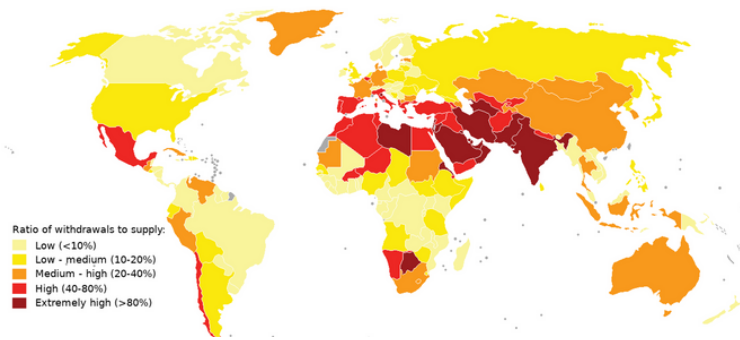 Ratio of withdrawals to supply:
Low (<10%)
Low - medium (10-20%)
Medium - high (20-40%)
High (40-80%)
Extremely high (>80%)